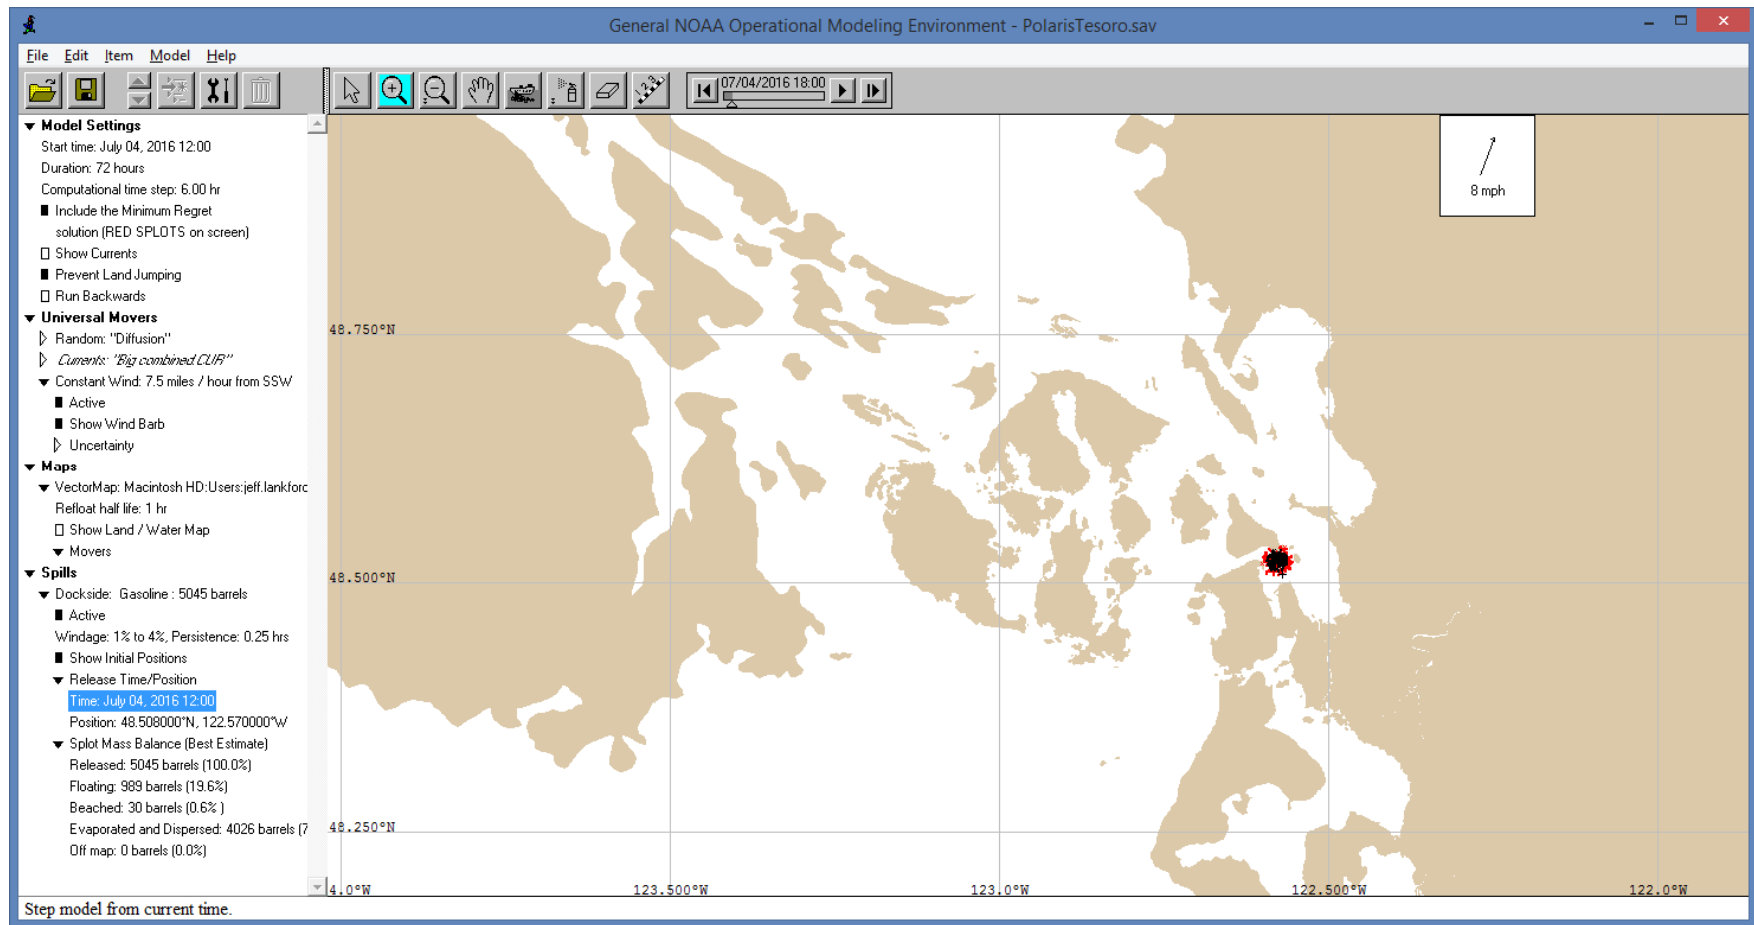 General NOAA Operational Modeling Environment - PolarisTesoro.sav
File Edit Item Model Help
07/04/2016 18:00
Model Settings
Start time: July 04, 2016 12:00
Duration: 72 hours
Computational time step: 6.00 hr
Include the Minimum Regret
solution (RED SPLOTS on screen)
Show Currents
Prevent Land Jumping
Run Backwards
Universal Movers
Random: "Diffusion"
Currents: "Big combined.CUR"
Constant Wind: 7.5 miles / hour from SSW
Active
Show Wind Barb
Uncertainty
Maps
VectorMap: Macintosh HD:Users:jeff.lankforc
Refloat half life: 1 hr
Show Land / Water Map
Movers
Spills
Dockside: Gasoline : 5045 barrels
Active
Windage: 1% to 4%, Persistence: 0.25 hrs
Show Initial Positions
Release Time/Position
Time: July 04, 2016 12:00
Position: 48.508000°N, 122.570000°W
Splot Mass Balance (Best Estimate)
Released: 5045 barrels (100.0%)
Floating: 989 barrels (19.6%)
Beached: 30 barrels (0.6% )
Evaporated and Dispersed: 4026 barrels (7
Off map: 0 barrels (0.0%)
8 mph
48.750°N
48.500°N
48.250°N
4.0°W 123.500°W 123.0°W 122.500°W 122.0°W
Step model from current time.